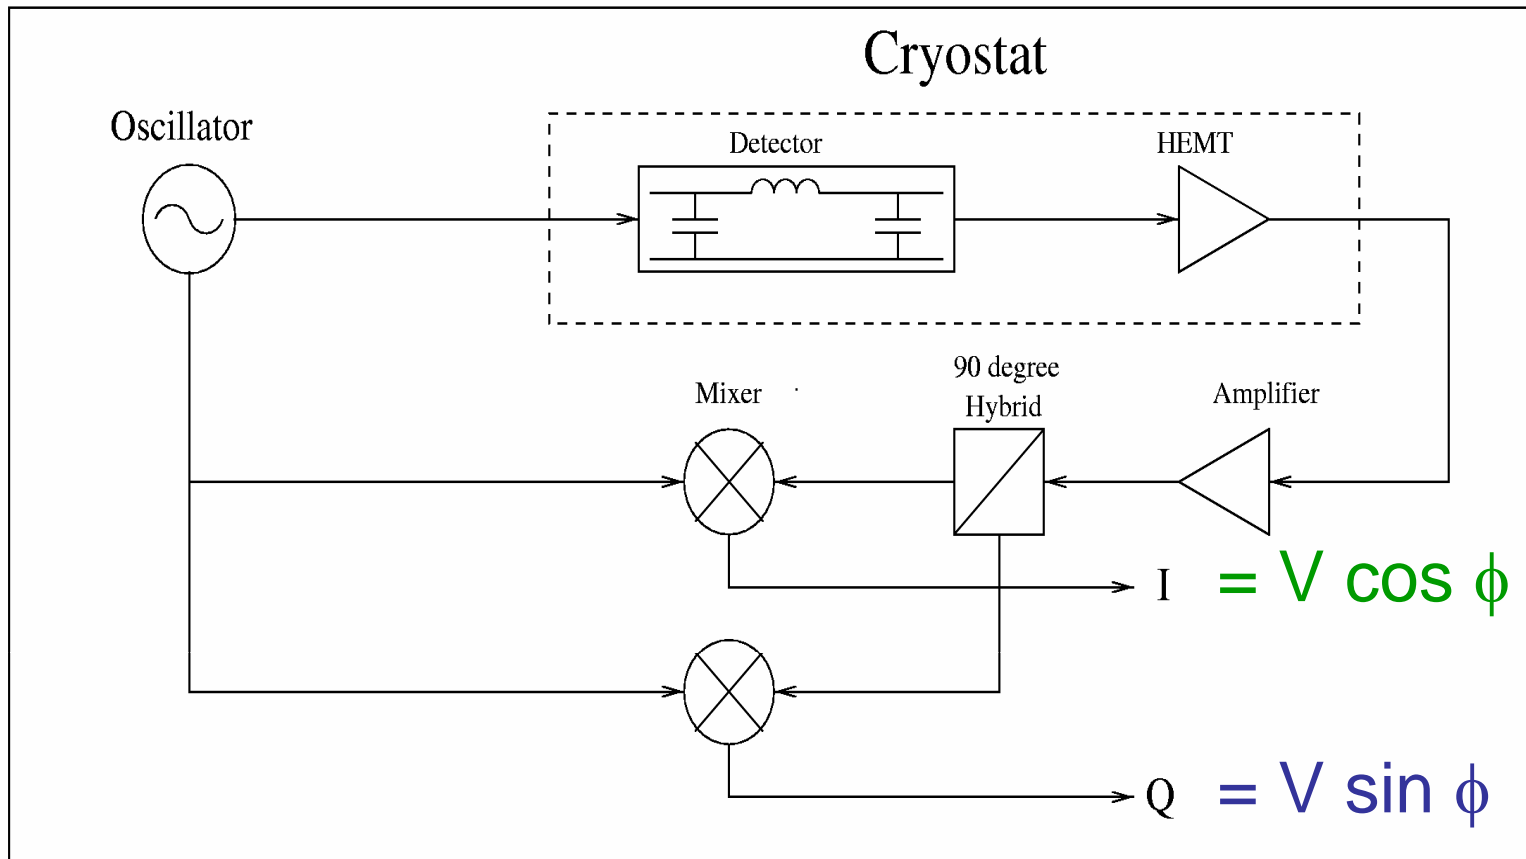 Cryostat
Oscillator
Detector
HEMT
Mixer
90 degree
Hybrid
Amplifier
I = V cos ϕ
Q = V sin ϕ